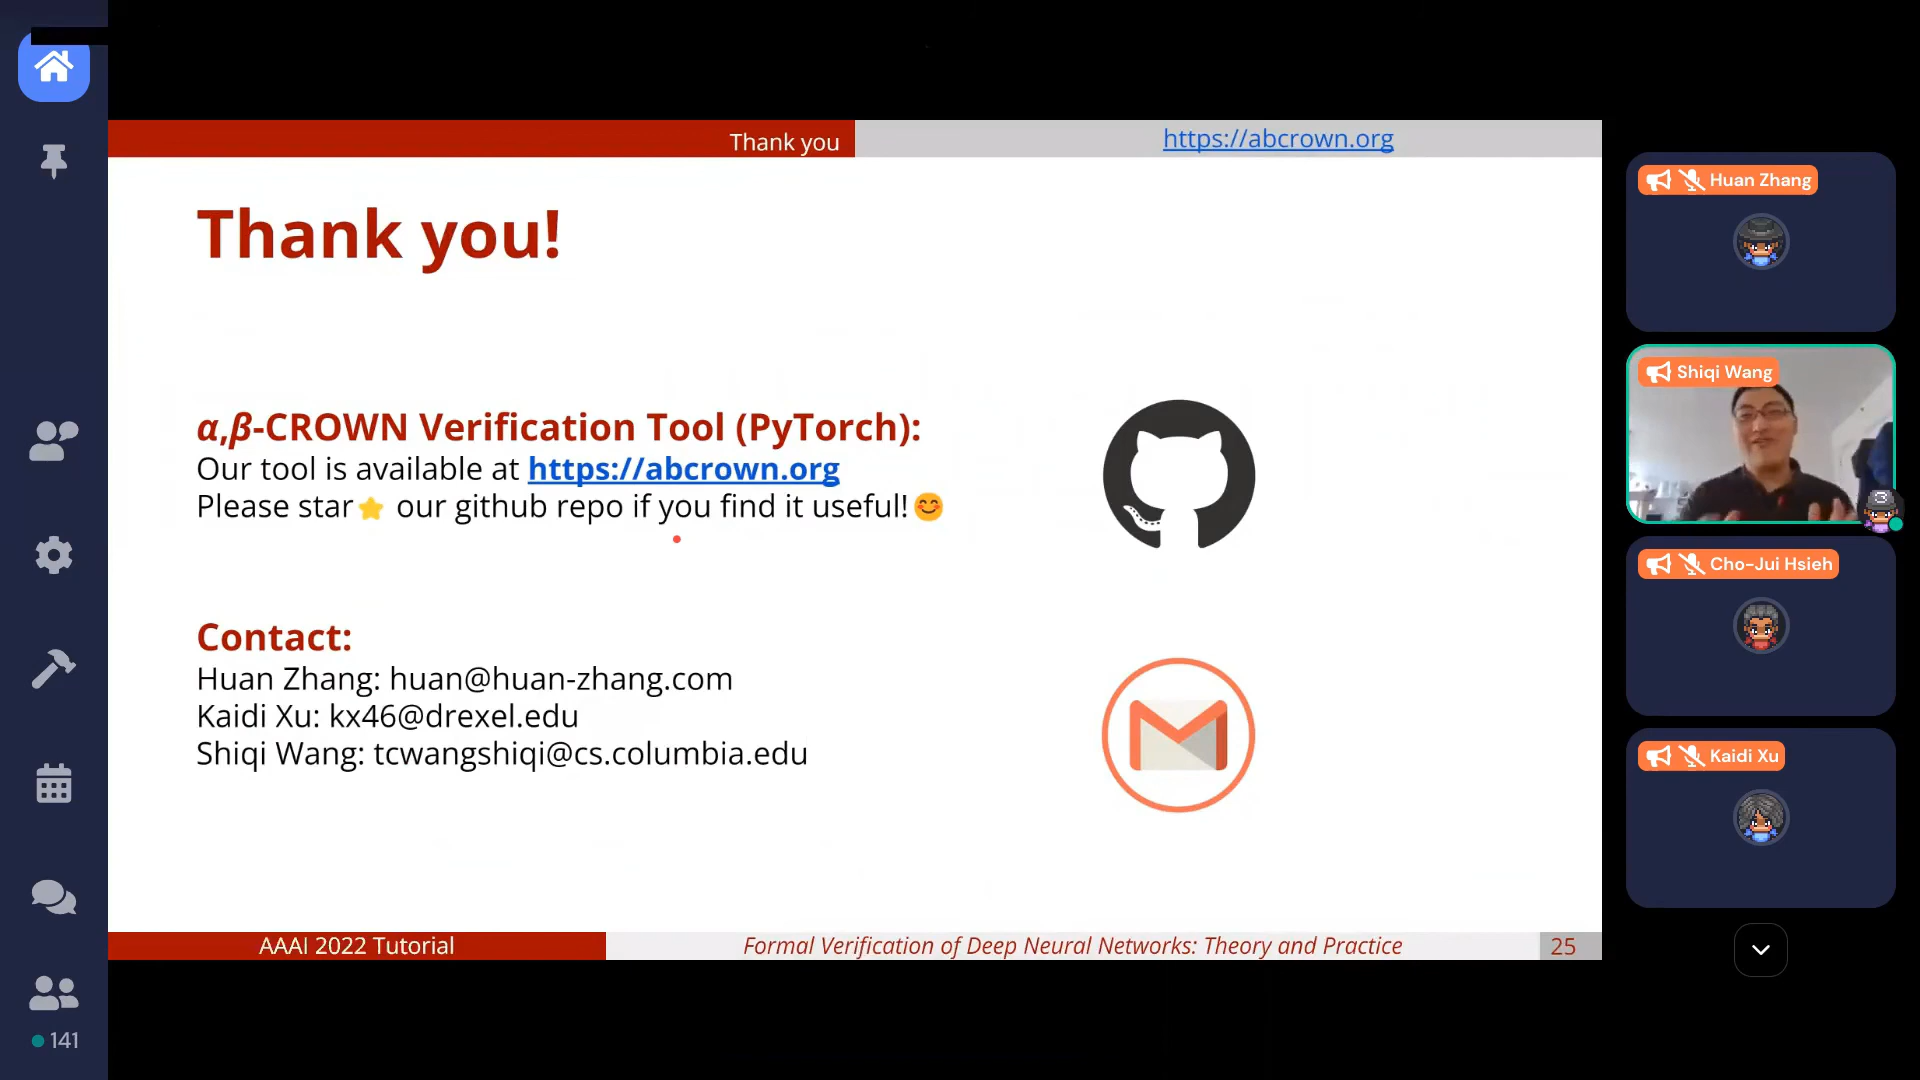 Thank you
https://abcrown.org
Thank you!
α,β-CROWN Verification Tool (PyTorch):
Our tool is available at https://abcrown.org
Please star⭐ our github repo if you find it useful!😊
Contact:
Huan Zhang: huan@huan-zhang.com
Kaidi Xu: kx46@drexel.edu
Shiqi Wang: tcwangshiqi@cs.columbia.edu
AAAI 2022 Tutorial
Formal Verification of Deep Neural Networks: Theory and Practice
25
Huan Zhang
Shiqi Wang
Cho-Jui Hsieh
Kaidi Xu
141